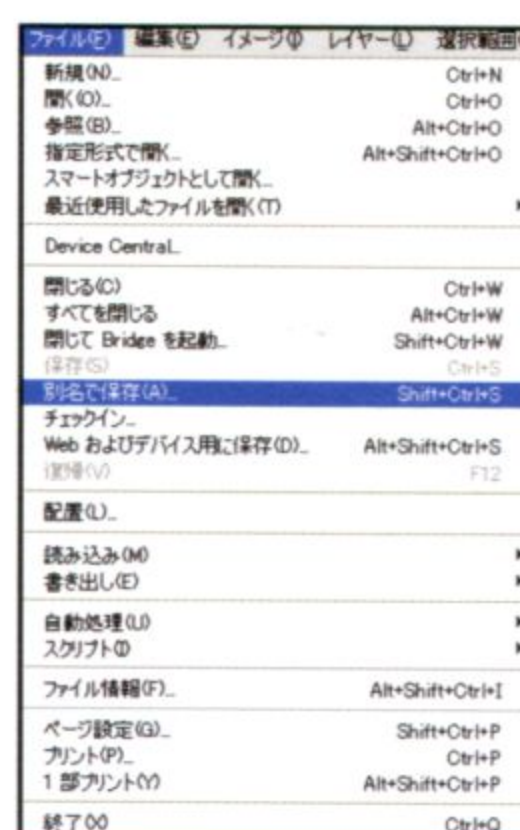 ファイル(F) 編集(E) イメージ(I) レイヤー(L) 選択範囲
新規(N)... Ctrl+N
開く(O)... Ctrl+O
参照(B)... Alt+Ctrl+O
指定形式で開く... Alt+Shift+Ctrl+O
スマートオブジェクトとして開く...
最近使用したファイルを開く(T)
Device Central...
閉じる(C) Ctrl+W
すべてを閉じる Alt+Ctrl+W
閉じて Bridge を起動... Shift+Ctrl+W
保存(S) Ctrl+S
別名で保存(A)... Shift+Ctrl+S
チェックイン...
Web およびデバイス用に保存(D)... Alt+Shift+Ctrl+S
復帰(V) F12
配置(L)...
読み込み(M)
書き出し(E)
自動処理(U)
スクリプト(I)
ファイル情報(F)... Alt+Shift+Ctrl+I
ページ設定(G)... Shift+Ctrl+P
プリント(P)... Ctrl+P
1 部プリント(Y) Alt+Shift+Ctrl+P
終了(X) Ctrl+Q